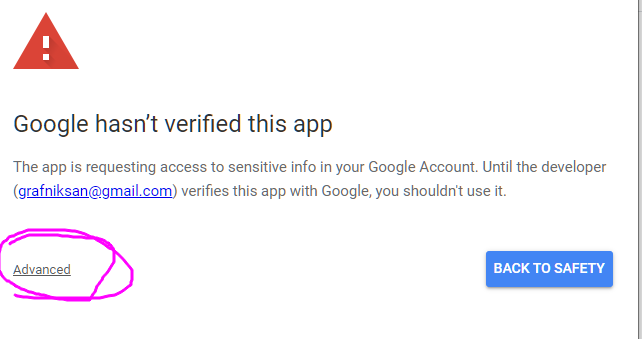 Google hasn't verified this app
The app is requesting access to sensitive info in your Google Account. Until the developer
(grafniksan@gmail.com) verifies this app with Google, you shouldn't use it.
Advanced
BACK TO SAFETY